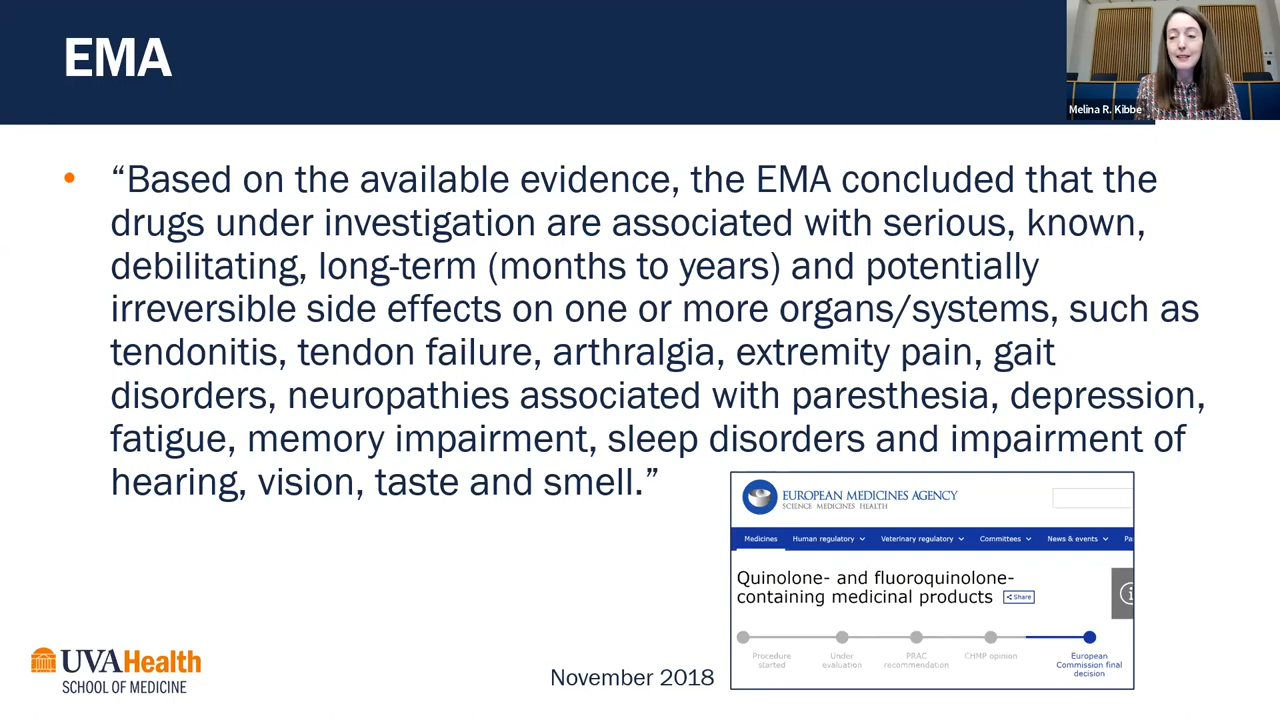 EMA
Melina R. Kibbe
• “Based on the available evidence, the EMA concluded that the
drugs under investigation are associated with serious, known,
debilitating, long-term (months to years) and potentially
irreversible side effects on one or more organs/systems, such as
tendonitis, tendon failure, arthralgia, extremity pain, gait
disorders, neuropathies associated with paresthesia, depression,
fatigue, memory impairment, sleep disorders and impairment of
hearing, vision, taste and smell.”
EUROPEAN MEDICINES AGENCY
SCIENCE MEDICINES HEALTH
Medicines Human regulatory Veterinary regulatory Committees News & events
Quinolone- and fluoroquinolone-
containing medicinal products Share
Procedure
started
Under
evaluation
PRAC
recommendation
CHMP opinion
European
Commission final
decision
UVAHealth
SCHOOL OF MEDICINE
November 2018